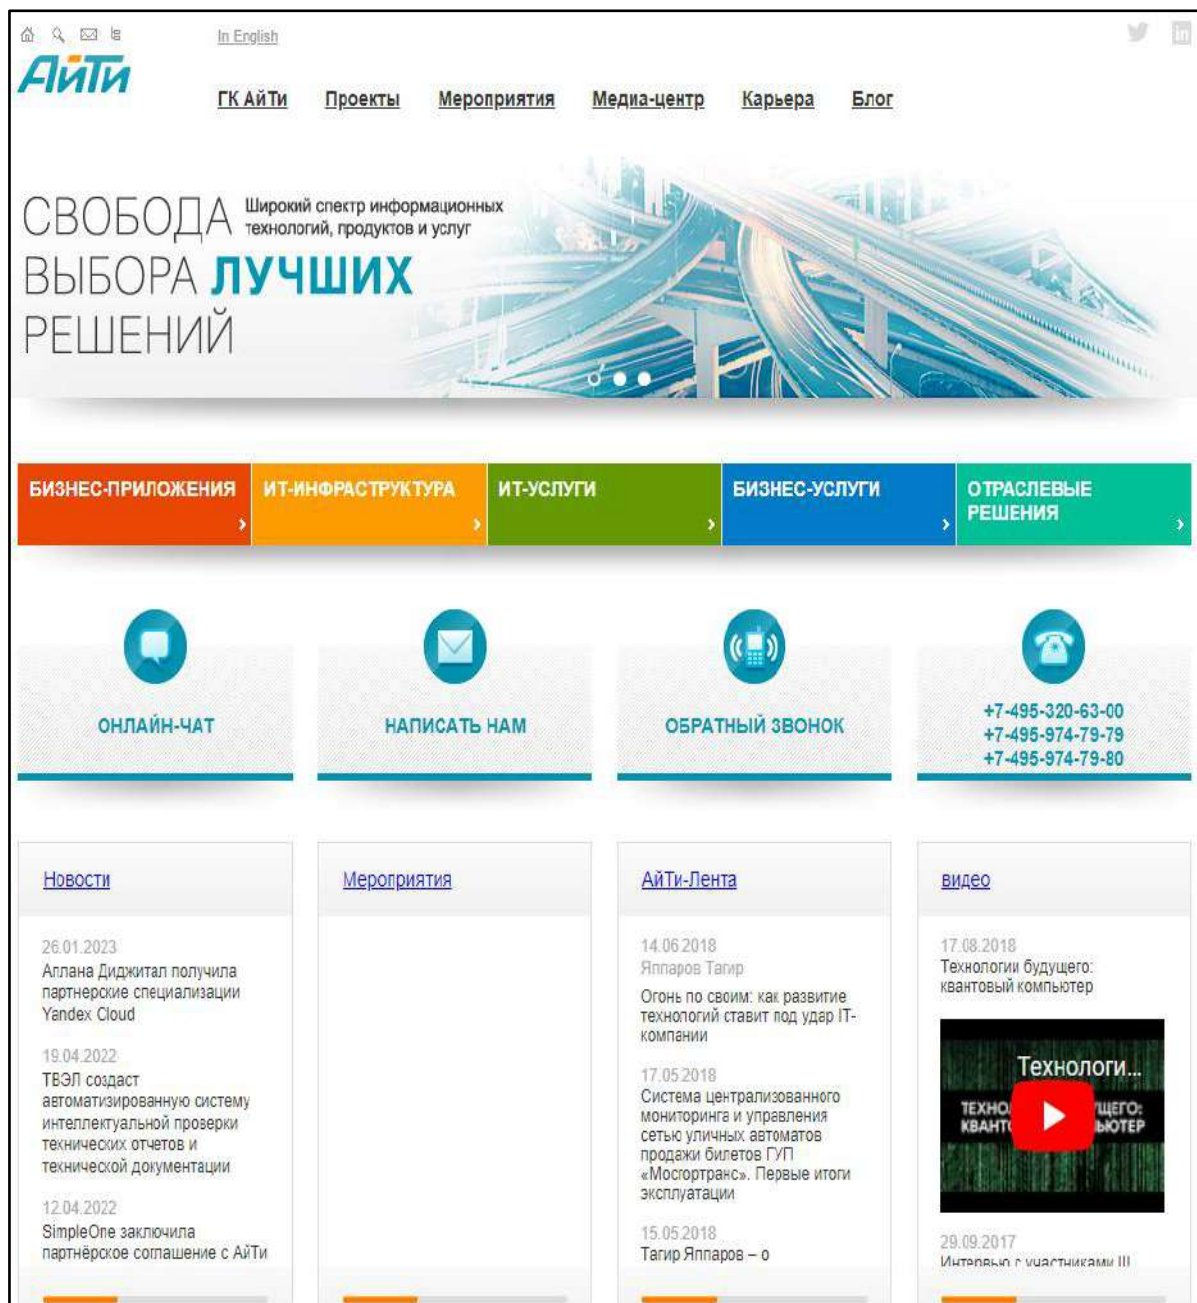 In English
АйТи
ГК АйТи Проекты Мероприятия Медиа-центр Карьера Блог
СВОБОДА
Широкий спектр информационных
технологий, продуктов и услуг
ВЫБОРА ЛУЧШИХ
РЕШЕНИЙ
БИЗНЕС-ПРИЛОЖЕНИЯ
ИТ-ИНФРАСТРУКТУРА
ИТ-УСЛУГИ
БИЗНЕС-УСЛУГИ
ОТРАСЛЕВЫЕ
РЕШЕНИЯ
ОНЛАЙН-ЧАТ
НАПИСАТЬ НАМ
ОБРАТНЫЙ ЗВОНОК
+7-495-320-63-00
+7-495-974-79-79
+7-495-974-79-80
Новости
26.01.2023
Аплана Диджитал получила
партнерские специализации
Yandex Cloud
19.04.2022
ТВЭЛ создаст
автоматизированную систему
интеллектуальной проверки
технических отчетов и
технической документации
12.04.2022
SimpleOne заключила
партнёрское соглашение с АйТи
Мероприятия
АйТи-Лента
14.06.2018
Яппаров Тагир
Огонь по своим: как развитие
технологий ставит под удар IT-
компании
17.05.2018
Система централизованного
мониторинга и управления
сетью уличных автоматов
продажи билетов ГУП
«Мосгортранс». Первые итоги
эксплуатации
15.05.2018
Тагир Яппаров – о
видео
17.08.2018
Технологии будущего:
квантовый компьютер
Технологи...
29.09.2017
Интервью с участниками III